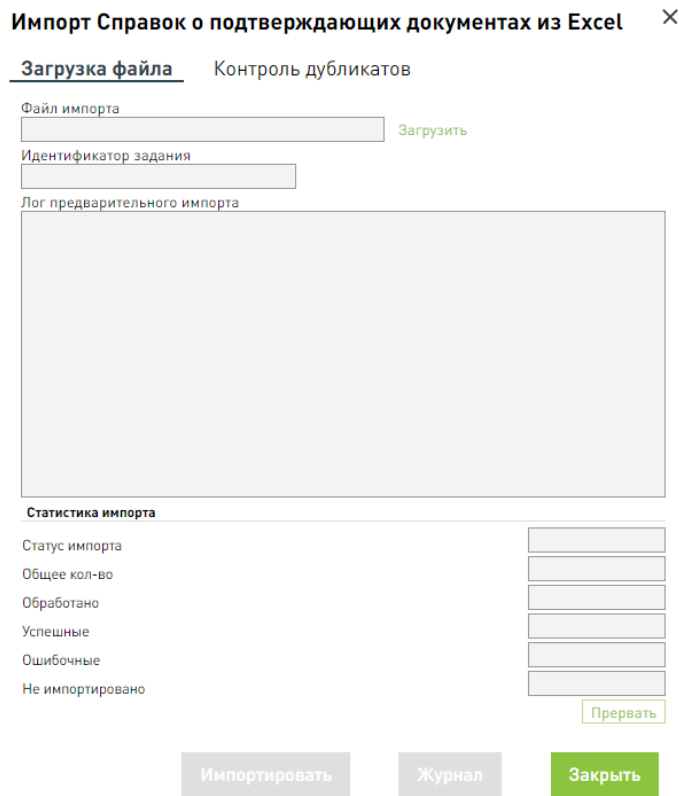 Импорт Справок о подтверждающих документах из Excel
Загрузка файла Контроль дубликатов
Файл импорта
Загрузить
Идентификатор задания
Лог предварительного импорта
Статистика импорта
Статус импорта
Общее кол-во
Обработано
Успешные
Ошибочные
Не импортировано
Прервать
Импортировать Журнал Закрыть